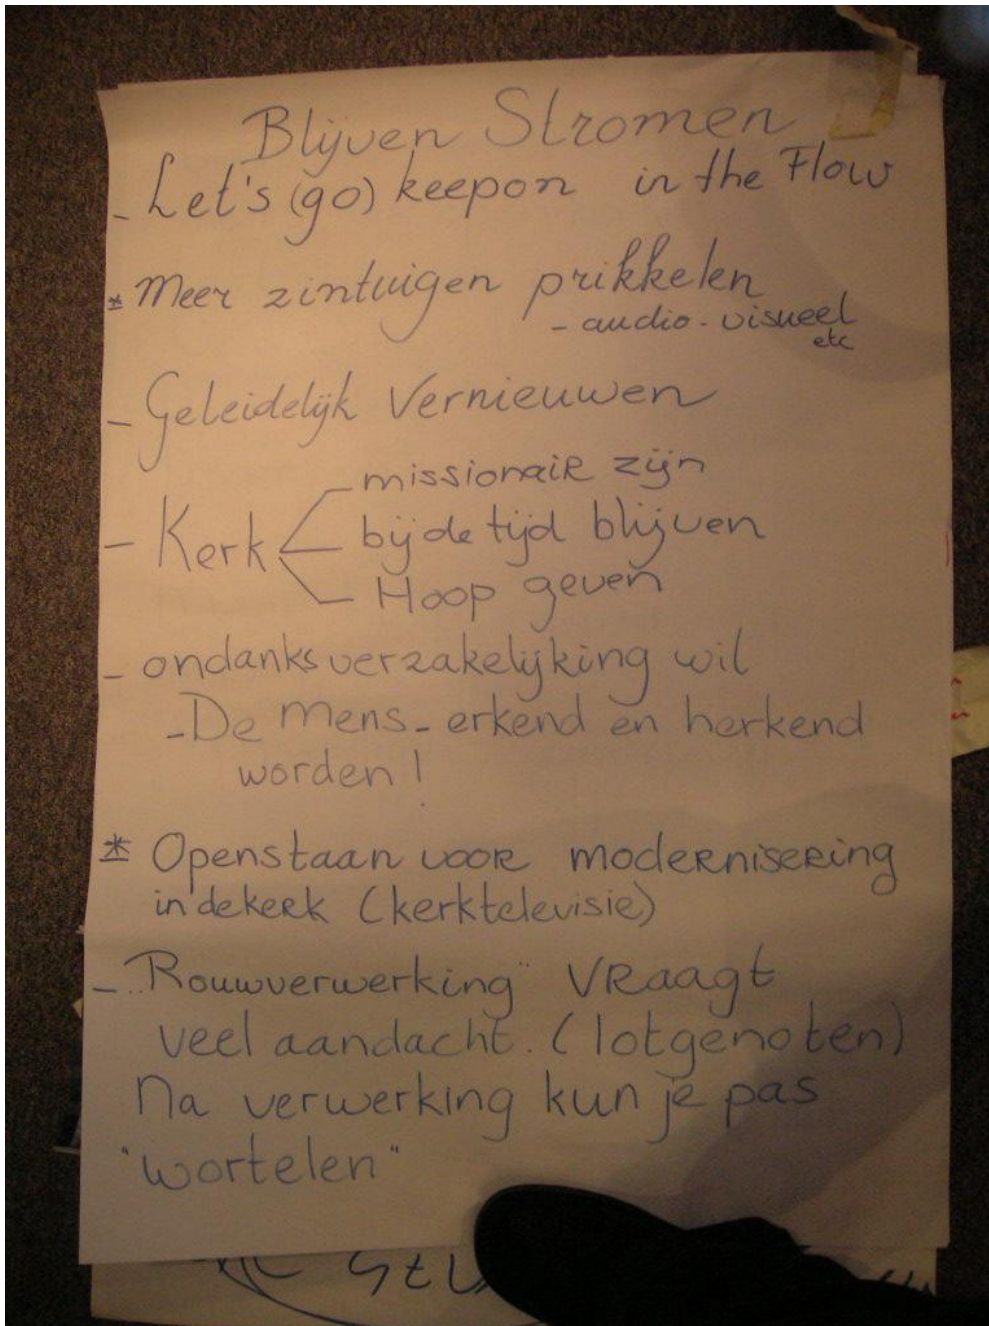 Blijven Stromen
- Let's (go) keepon in the Flow
* Meer zintuigen prikkelen
- audio-visueel
etc
- Geleidelijk Vernieuwen
missionair zijn
- Kerk bij de tijd blijven
Hoop geven
- ondanks verzakelijking wil
- De Mens - erkend en herkend
worden!
* Openstaan voor modernisering
in de kerk (kerktelevisie)
- "Rouwverwerking" vraagt
veel aandacht. (lotgenoten)
Na verwerking kun je pas
"wortelen"